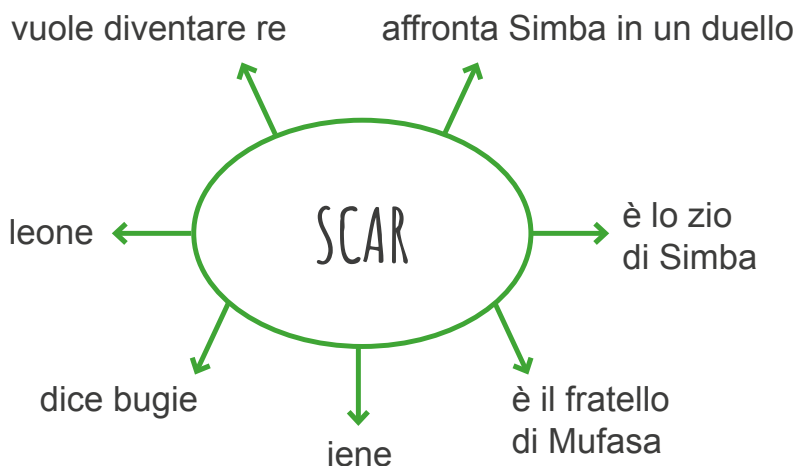 vuole diventare re
affronta Simba in un duello
SCAR
leone
è lo zio
di Simba
dice bugie
è il fratello
di Mufasa
iene